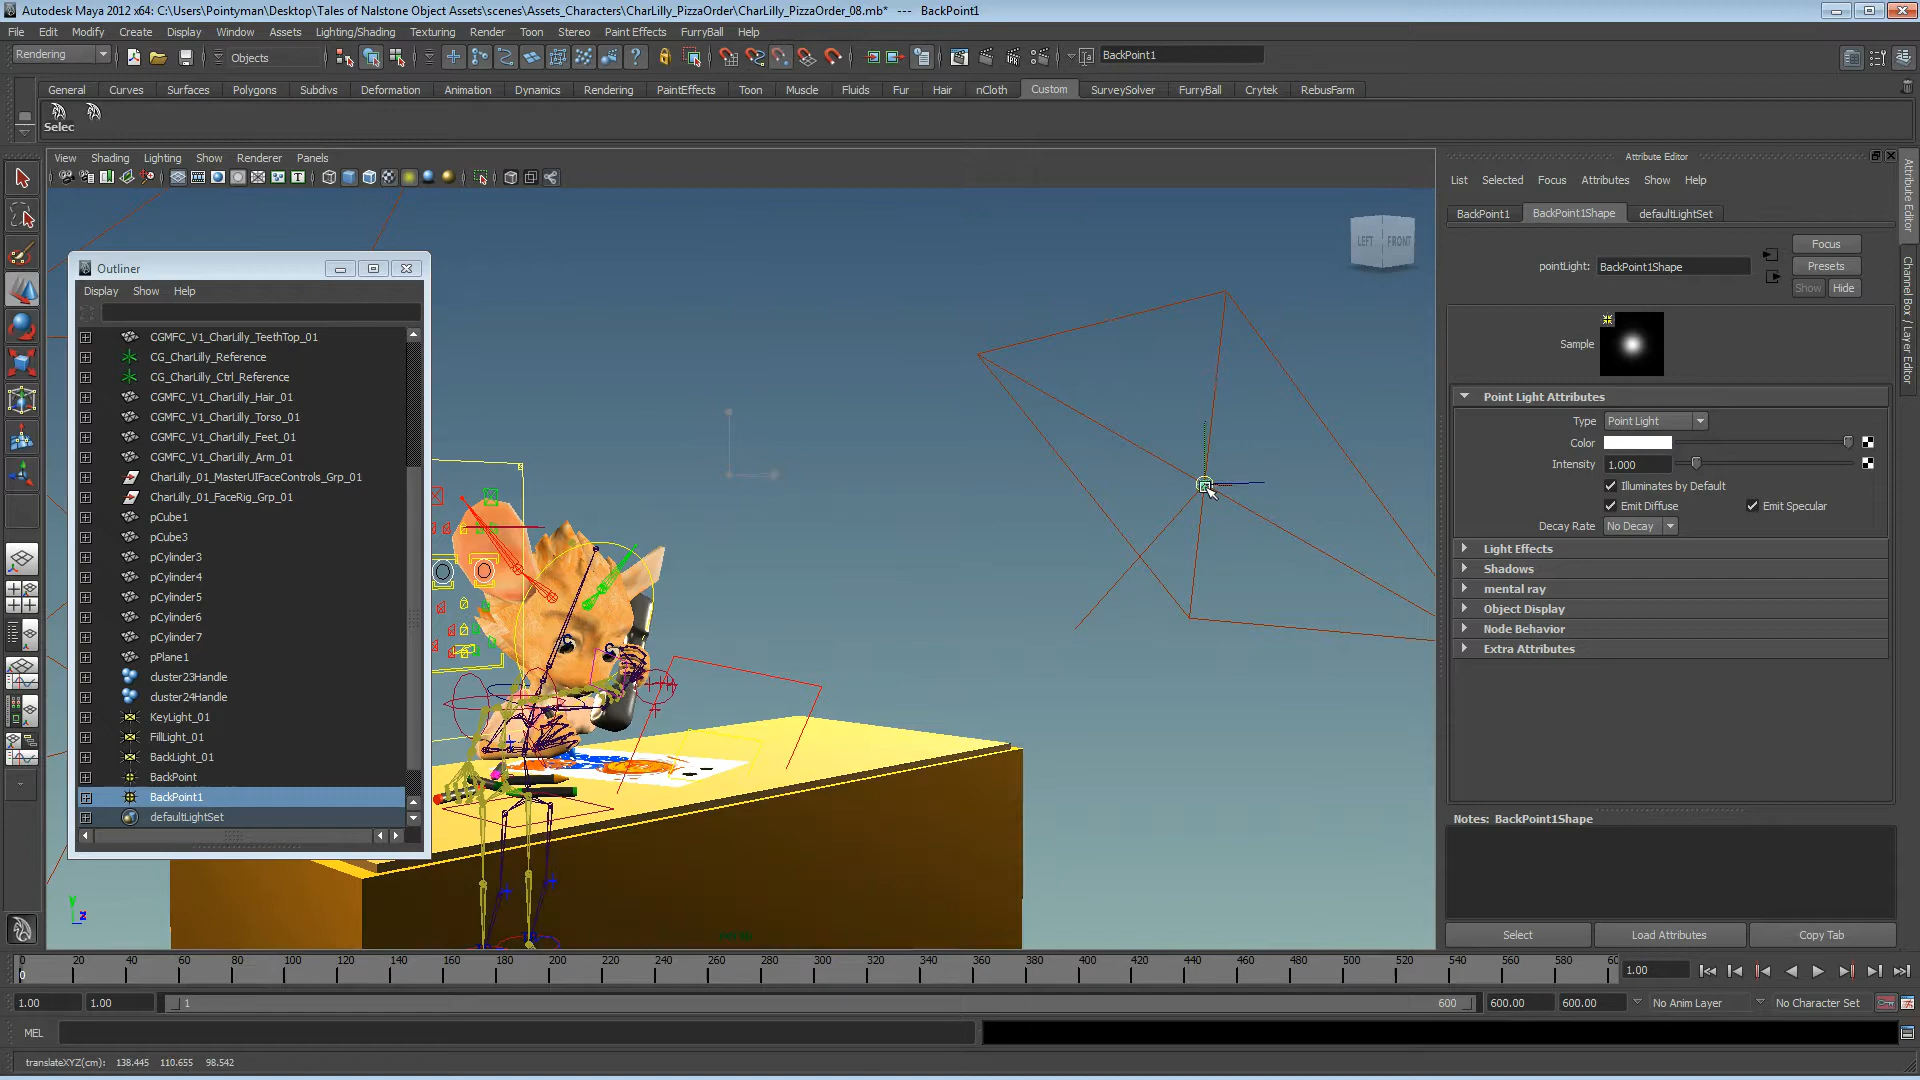 Autodesk Maya 2012 x64: C:\Users\Pointyman\Desktop\Tales of Nalstone Object Assets\scenes\Assets_Characters\CharLilly_PizzaOrder\CharLilly_PizzaOrder_08.mb* --- BackPoint1
File Edit Modify Create Display Window Assets Lighting/Shading Texturing Render Toon Stereo Paint Effects FurryBall Help
Rendering Objects BackPoint1
General Curves Surfaces Polygons Subdivs Deformation Animation Dynamics Rendering PaintEffects Toon Muscle Fluids Fur Hair nCloth Custom SurveySolver FurryBall Crytek RebusFarm
Selec
View Shading Lighting Show Renderer Panels
LEFT FRONT
Outliner
Display Show Help
CGMFC_V1_CharLilly_TeethTop_01
CG_CharLilly_Reference
CG_CharLilly_Ctrl_Reference
CGMFC_V1_CharLilly_Hair_01
CGMFC_V1_CharLilly_Torso_01
CGMFC_V1_CharLilly_Feet_01
CGMFC_V1_CharLilly_Arm_01
CharLilly_01_MasterUIFaceControls_Grp_01
CharLilly_01_FaceRig_Grp_01
pCube1
pCube3
pCylinder3
pCylinder4
pCylinder5
pCylinder6
pCylinder7
pPlane1
cluster23Handle
cluster24Handle
KeyLight_01
FillLight_01
BackLight_01
BackPoint
BackPoint1
defaultLightSet
y
z
Attribute Editor
List Selected Focus Attributes Show Help
BackPoint1 BackPoint1Shape defaultLightSet
Focus
pointLight: BackPoint1Shape Presets
Show Hide
Sample
Point Light Attributes
Type Point Light
Color
Intensity 1.000
Illuminates by Default
Emit Diffuse Emit Specular
Decay Rate No Decay
Light Effects
Shadows
mental ray
Object Display
Node Behavior
Extra Attributes
Notes: BackPoint1Shape
Select Load Attributes Copy Tab
Attribute Editor
Channel Box / Layer Editor
0 20 40 60 80 100 120 140 160 180 200 220 240 260 280 300 320 340 360 380 400 420 440 460 480 500 520 540 560 580 60
0 1.00
1.00 1.00 1 600 600.00 600.00 No Anim Layer No Character Set
MEL
translateXYZ(cm): 138.445 110.655 98.542